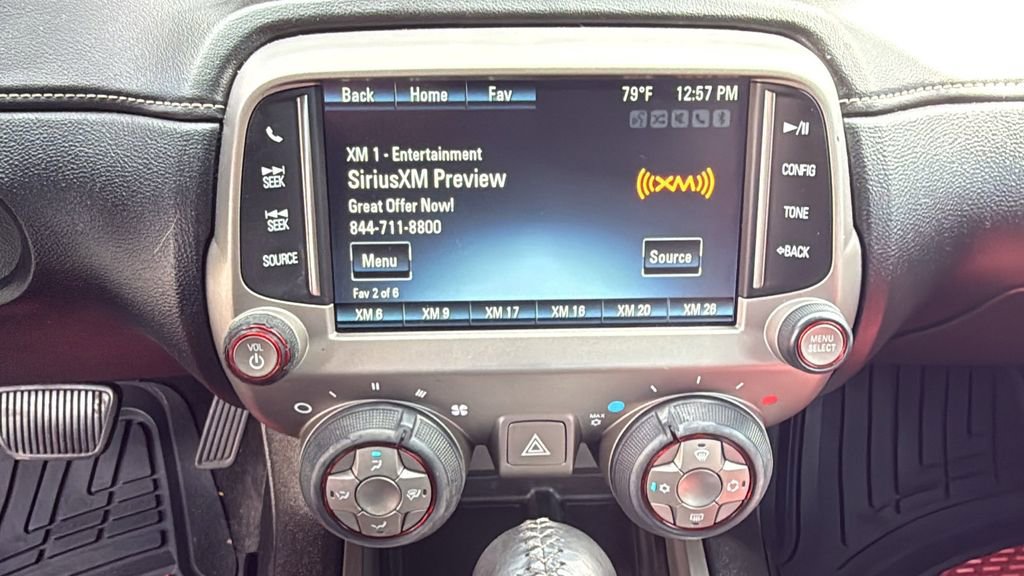 Back Home Fav 79°F 12:57 PM
XM 1 - Entertainment
SiriusXM Preview
Great Offer Now!
844-711-8800
((XM))
Menu
Source
Fav 2 of 6
XM 6 XM 9 XM 17 XM 18 XM 20 XM 26
SEEK
SEEK
SOURCE
CONFIG
TONE
BACK
VOL
MENU
SELECT
MAX